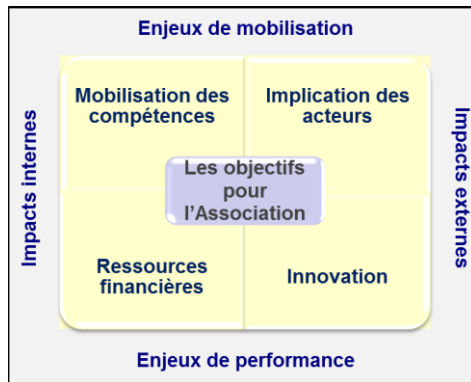 Enjeux de mobilisation
Impacts internes
Mobilisation des
compétences
Implication des
acteurs
Impacts externes
Les objectifs
pour
l'Association
Ressources
financières
Innovation
Enjeux de performance